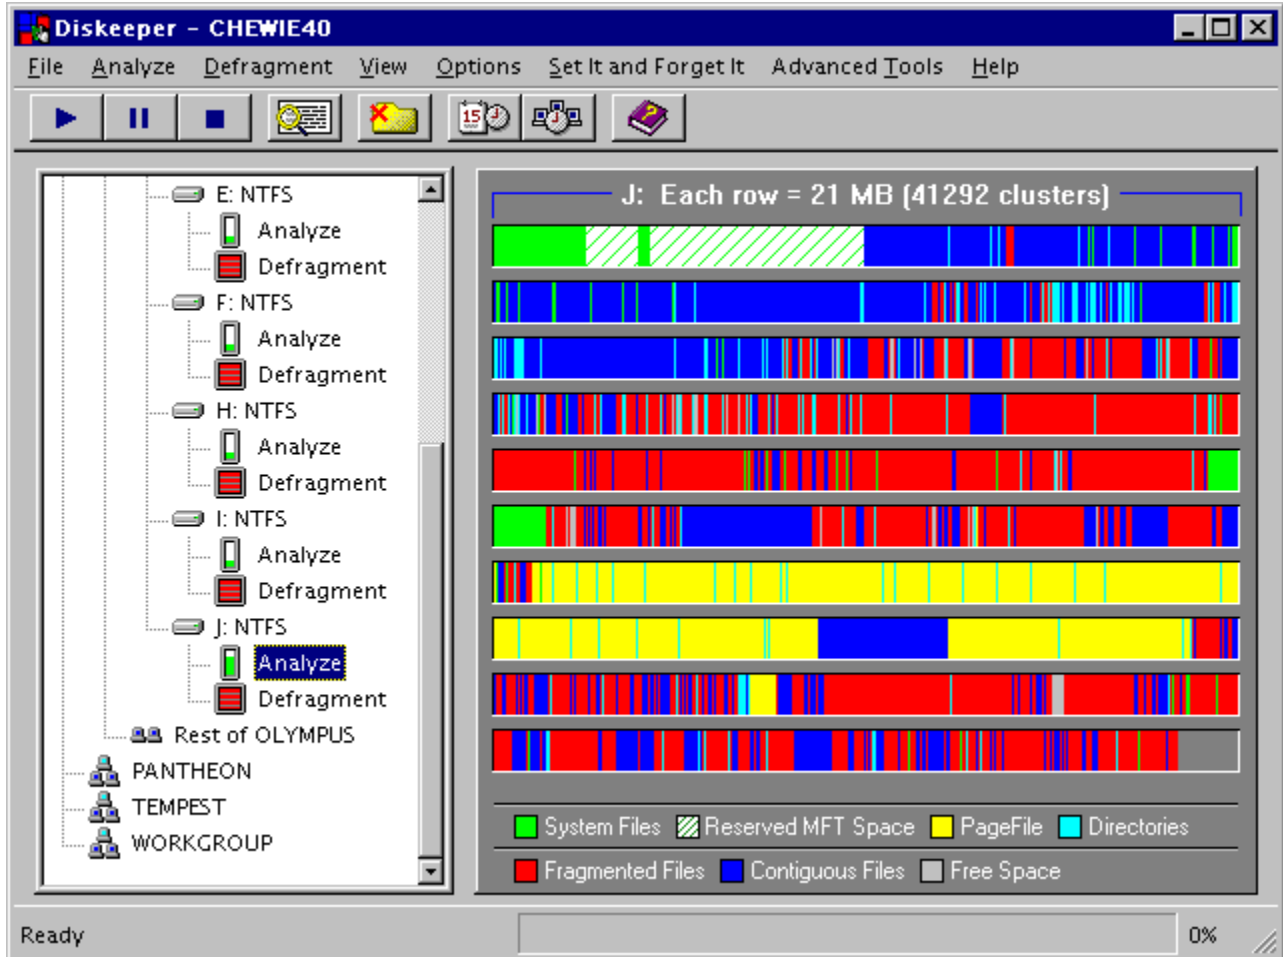 Diskeeper - CHEWIE40
File Analyze Defragment View Options Set It and Forget It Advanced Tools Help
15
E: NTFS
Analyze
Defragment
F: NTFS
Analyze
Defragment
H: NTFS
Analyze
Defragment
I: NTFS
Analyze
Defragment
J: NTFS
Analyze
Defragment
Rest of OLYMPUS
PANTHEON
TEMPEST
WORKGROUP
J: Each row = 21 MB (41292 clusters)
System Files Reserved MFT Space PageFile Directories
Fragmented Files Contiguous Files Free Space
Ready 0%